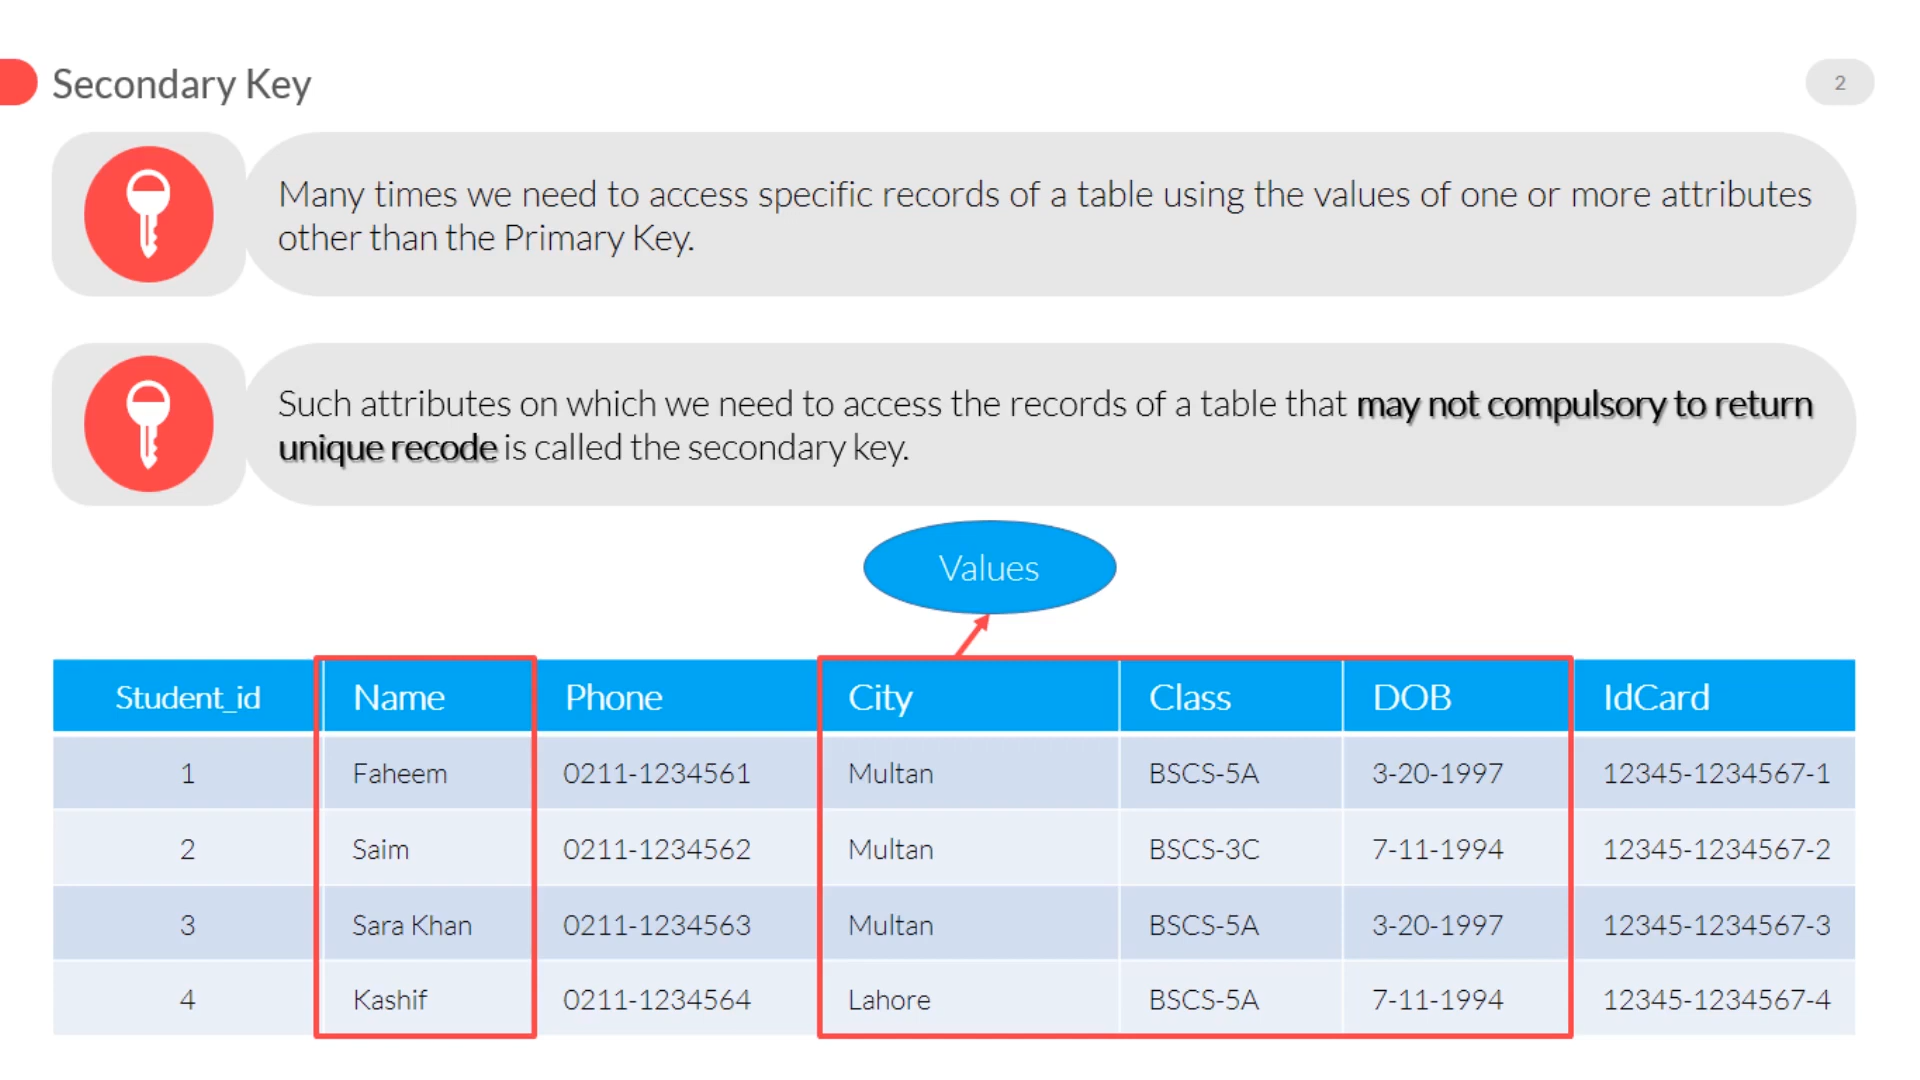 Secondary Key
2
Many times we need to access specific records of a table using the values of one or more attributes
other than the Primary Key.
Such attributes on which we need to access the records of a table that may not compulsory to return
unique recode is called the secondary key.
Values
Student_id Name Phone City Class DOB IdCard
1 Faheem 0211-1234561 Multan BSCS-5A 3-20-1997 12345-1234567-1
2 Saim 0211-1234562 Multan BSCS-3C 7-11-1994 12345-1234567-2
3 Sara Khan 0211-1234563 Multan BSCS-5A 3-20-1997 12345-1234567-3
4 Kashif 0211-1234564 Lahore BSCS-5A 7-11-1994 12345-1234567-4